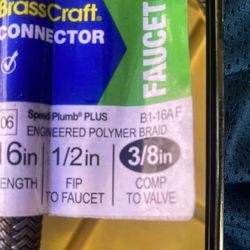 BrassCraft®
CONNECTOR
FAUCET
06
Speed Plumb® PLUS
B1-16A F
ENGINEERED POLYMER BRAID
6in
1/2in
3/8in
ENGTH
FIP
COMP
TO FAUCET
TO VALVE